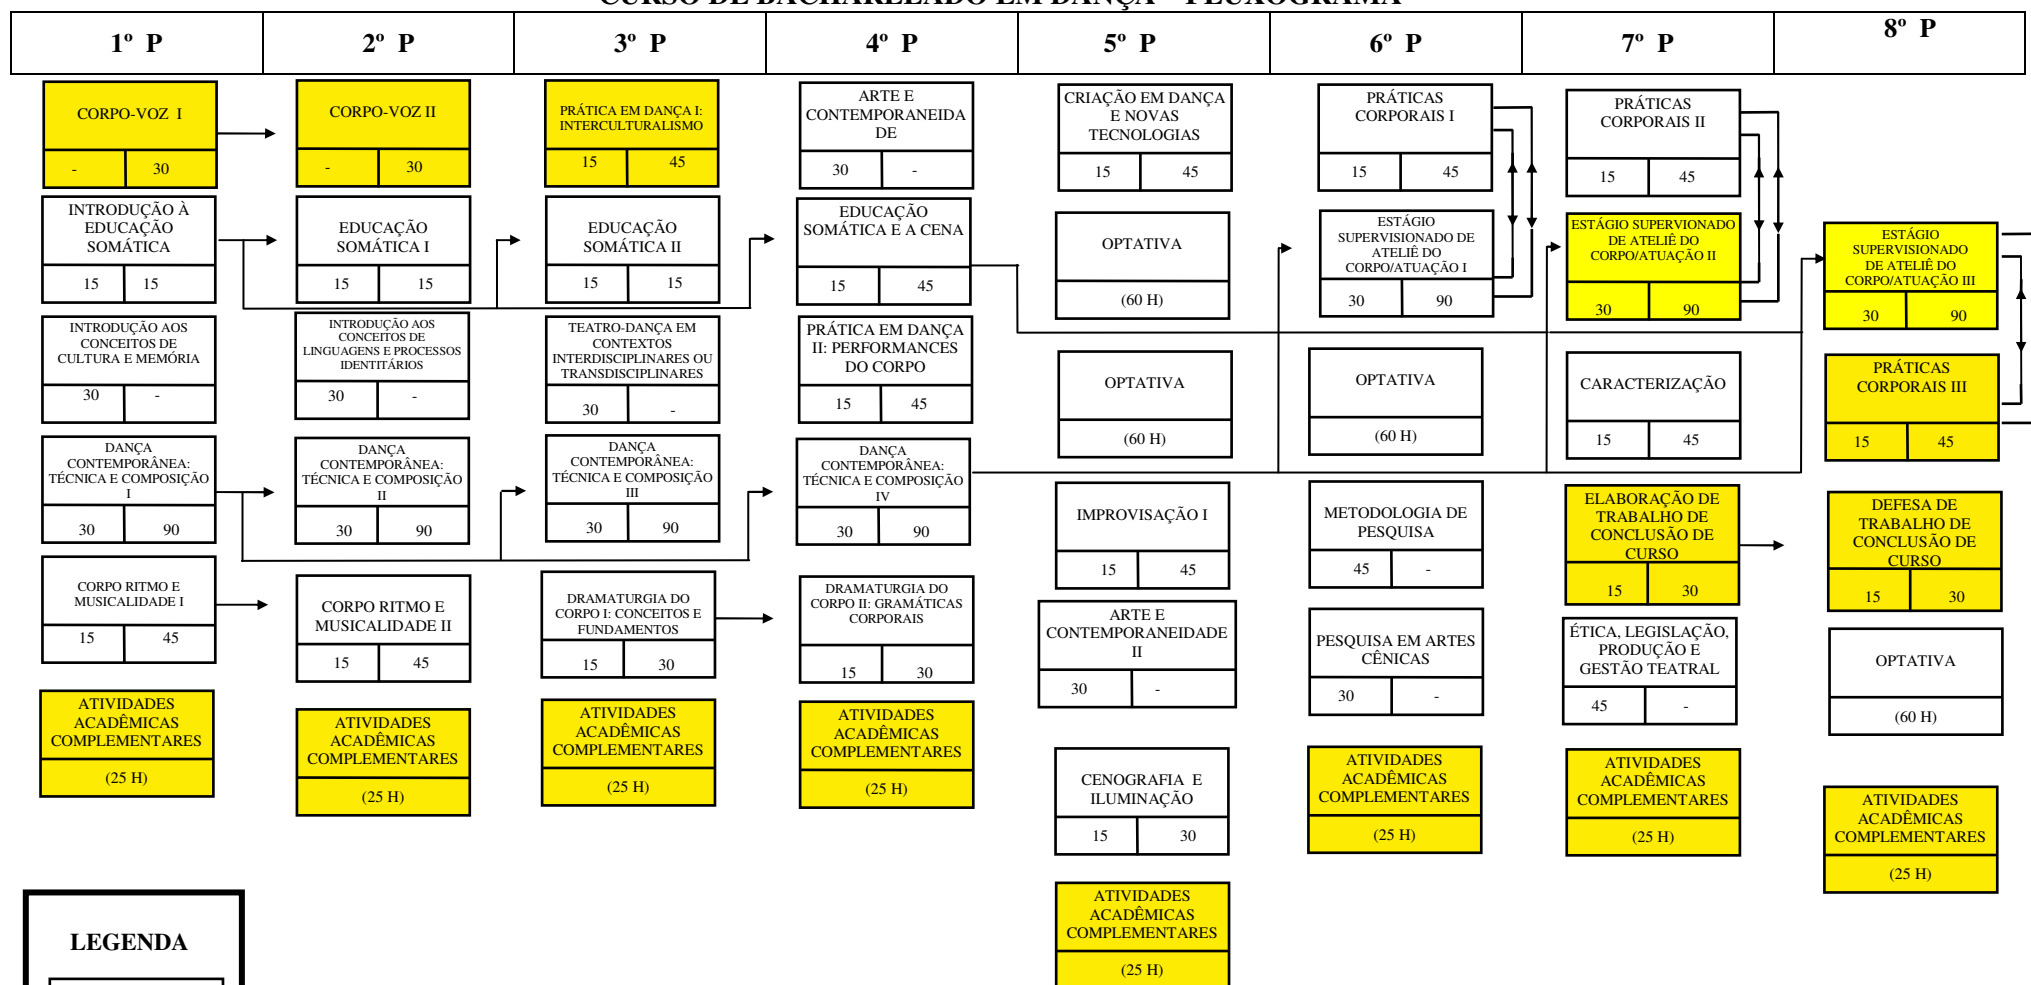 CURSO DE BACHARELADO EM DANÇA – FLUXOGRAMA
1º P
2º P
3º P
4º P
5º P
6º P
7º P
8º P
CORPO-VOZ I
- 30
INTRODUÇÃO À
EDUCAÇÃO
SOMÁTICA
15 15
INTRODUÇÃO AOS
CONCEITOS DE
CULTURA E MEMÓRIA
30 -
DANÇA
CONTEMPORÂNEA:
TÉCNICA E COMPOSIÇÃO
I
30 90
CORPO RITMO E
MUSICALIDADE I
15 45
ATIVIDADES
ACADÊMICAS
COMPLEMENTARES
(25 H)
CORPO-VOZ II
- 30
EDUCAÇÃO
SOMÁTICA I
15 15
INTRODUÇÃO AOS
CONCEITOS DE
LINGUAGENS E PROCESSOS
IDENTITÁRIOS
30 -
DANÇA
CONTEMPORÂNEA:
TÉCNICA E COMPOSIÇÃO
II
30 90
CORPO RITMO E
MUSICALIDADE II
15 45
ATIVIDADES
ACADÊMICAS
COMPLEMENTARES
(25 H)
PRÁTICA EM DANÇA I:
INTERCULTURALISMO
15 45
EDUCAÇÃO
SOMÁTICA II
15 15
TEATRO-DANÇA EM
CONTEXTOS
INTERDISCIPLINARES OU
TRANSDISCIPLINARES
30 -
DANÇA
CONTEMPORÂNEA:
TÉCNICA E COMPOSIÇÃO
III
30 90
DRAMATURGIA DO
CORPO I: CONCEITOS E
FUNDAMENTOS
15 30
ATIVIDADES
ACADÊMICAS
COMPLEMENTARES
(25 H)
ARTE E
CONTEMPORANEIDA
DE
30 -
EDUCAÇÃO
SOMÁTICA E A CENA
15 45
PRÁTICA EM DANÇA
II: PERFORMANCES
DO CORPO
15 45
DANÇA
CONTEMPORÂNEA:
TÉCNICA E COMPOSIÇÃO
IV
30 90
DRAMATURGIA DO
CORPO II: GRAMÁTICAS
CORPORAIS
15 30
ATIVIDADES
ACADÊMICAS
COMPLEMENTARES
(25 H)
CRIAÇÃO EM DANÇA
E NOVAS
TECNOLOGIAS
15 45
OPTATIVA
(60 H)
OPTATIVA
(60 H)
IMPROVISAÇÃO I
15 45
ARTE E
CONTEMPORANEIDADE
II
30 -
CENOGRAFIA E
ILUMINAÇÃO
15 30
ATIVIDADES
ACADÊMICAS
COMPLEMENTARES
(25 H)
PRÁTICAS
CORPORAIS I
15 45
ESTÁGIO
SUPERVISIONADO DE
ATELIÊ DO
CORPO/ATUAÇÃO I
30 90
OPTATIVA
(60 H)
METODOLOGIA DE
PESQUISA
45 -
PESQUISA EM ARTES
CÊNICAS
30 -
ATIVIDADES
ACADÊMICAS
COMPLEMENTARES
(25 H)
PRÁTICAS
CORPORAIS II
15 45
ESTÁGIO SUPERVIONADO
DE ATELIÊ DO
CORPO/ATUAÇÃO II
30 90
CARACTERIZAÇÃO
15 45
ELABORAÇÃO DE
TRABALHO DE
CONCLUSÃO DE
CURSO
15 30
ÉTICA, LEGISLAÇÃO,
PRODUÇÃO E
GESTÃO TEATRAL
45 -
ATIVIDADES
ACADÊMICAS
COMPLEMENTARES
(25 H)
ESTÁGIO
SUPERVISIONADO
DE ATELIÊ DO
CORPO/ATUAÇÃO III
30 90
PRÁTICAS
CORPORAIS III
15 45
DEFESA DE
TRABALHO DE
CONCLUSÃO DE
CURSO
15 30
OPTATIVA
(60 H)
ATIVIDADES
ACADÊMICAS
COMPLEMENTARES
(25 H)
LEGENDA